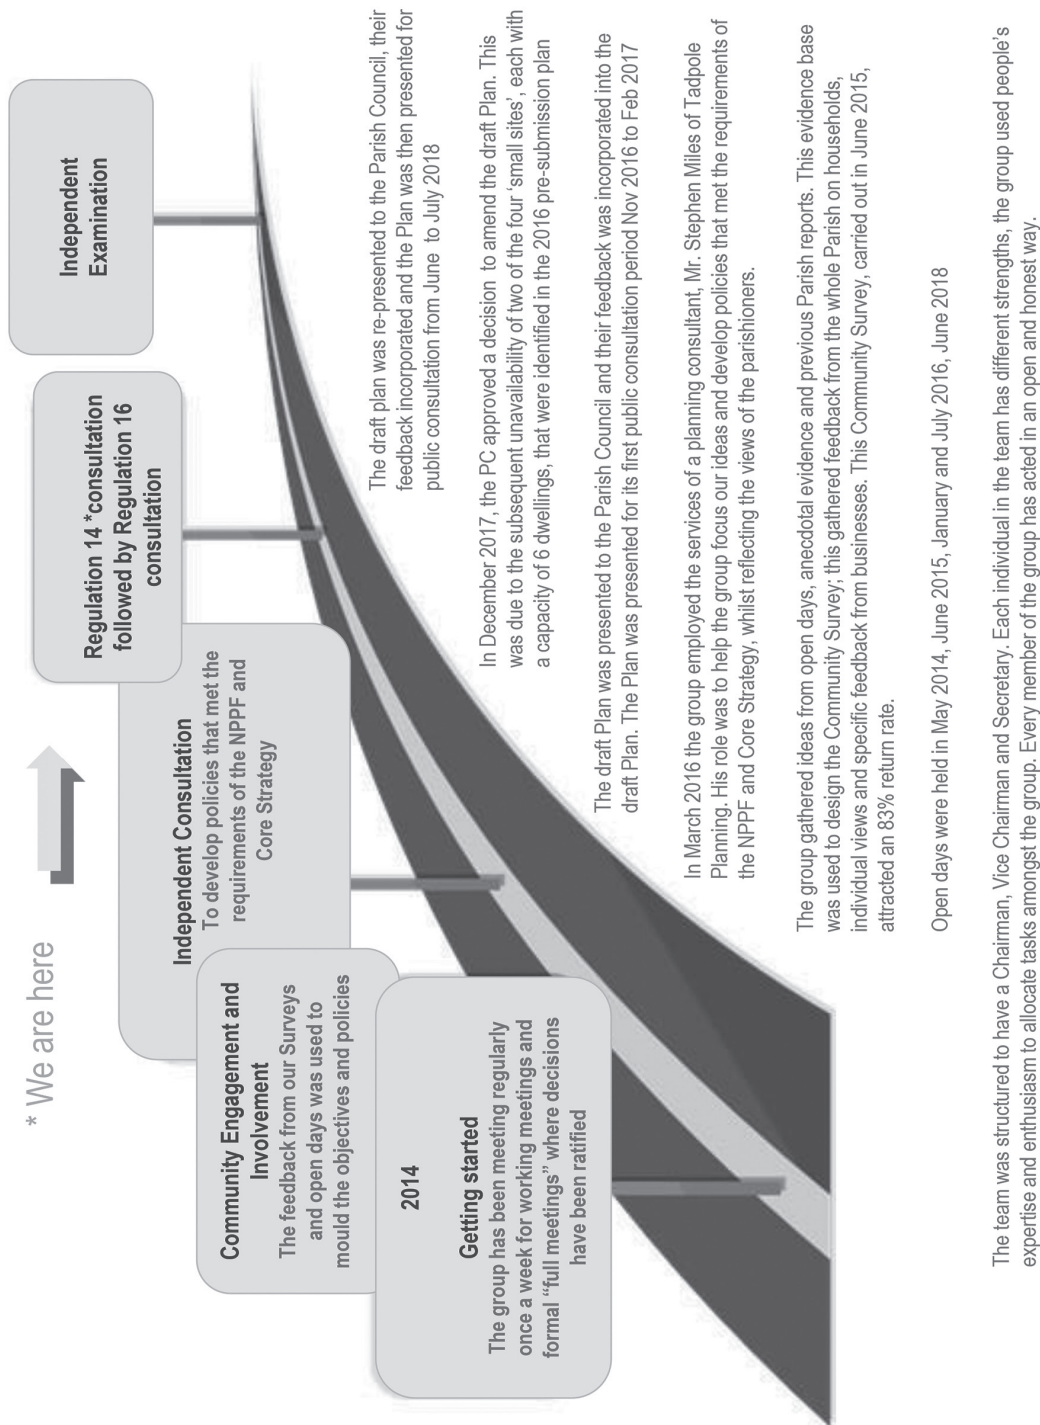 * We are here
Independent
Examination
Regulation 14 *consultation
followed by Regulation 16
consultation
Independent Consultation
To develop policies that met the
requirements of the NPPF and
Core Strategy
Community Engagement and
Involvement
The feedback from our Surveys
and open days was used to
mould the objectives and policies
2014
Getting started
The group has been meeting regularly
once a week for working meetings and
formal “full meetings” where decisions
have been ratified
The draft plan was re-presented to the Parish Council, their
feedback incorporated and the Plan was then presented for
public consultation from June to July 2018
In December 2017, the PC approved a decision to amend the draft Plan. This
was due to the subsequent unavailability of two of the four ‘small sites’, each with
a capacity of 6 dwellings, that were identified in the 2016 pre-submission plan
The draft Plan was presented to the Parish Council and their feedback was incorporated into the
draft Plan. The Plan was presented for its first public consultation period Nov 2016 to Feb 2017
In March 2016 the group employed the services of a planning consultant, Mr. Stephen Miles of Tadpole
Planning. His role was to help the group focus our ideas and develop policies that met the requirements of
the NPPF and Core Strategy, whilst reflecting the views of the parishioners.
The group gathered ideas from open days, anecdotal evidence and previous Parish reports. This evidence base
was used to design the Community Survey; this gathered feedback from the whole Parish on households,
individual views and specific feedback from businesses. This Community Survey, carried out in June 2015,
attracted an 83% return rate.
Open days were held in May 2014, June 2015, January and July 2016, June 2018
The team was structured to have a Chairman, Vice Chairman and Secretary. Each individual in the team has different strengths, the group used people’s
expertise and enthusiasm to allocate tasks amongst the group. Every member of the group has acted in an open and honest way.